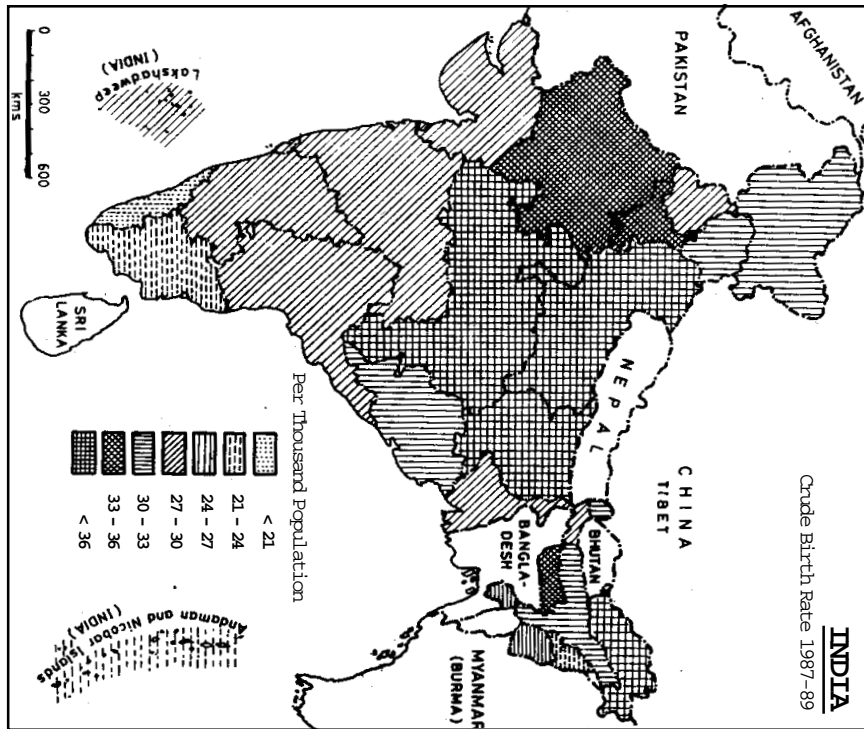 INDIA
Crude Birth Rate 1987-89
AFGHANISTAN
PAKISTAN
CHINA
TIBET
NEPAL
BHUTAN
BANGLA-
DESH
MYANMAR
(BURMA)
SRI
LANKA
Lakshadweep
(INDIA)
Andaman and Nicobar Islands
(INDIA)
Per Thousand Population
< 21
21 - 24
24 - 27
27 - 30
30 - 33
33 - 36
< 36
0 300 600
kms